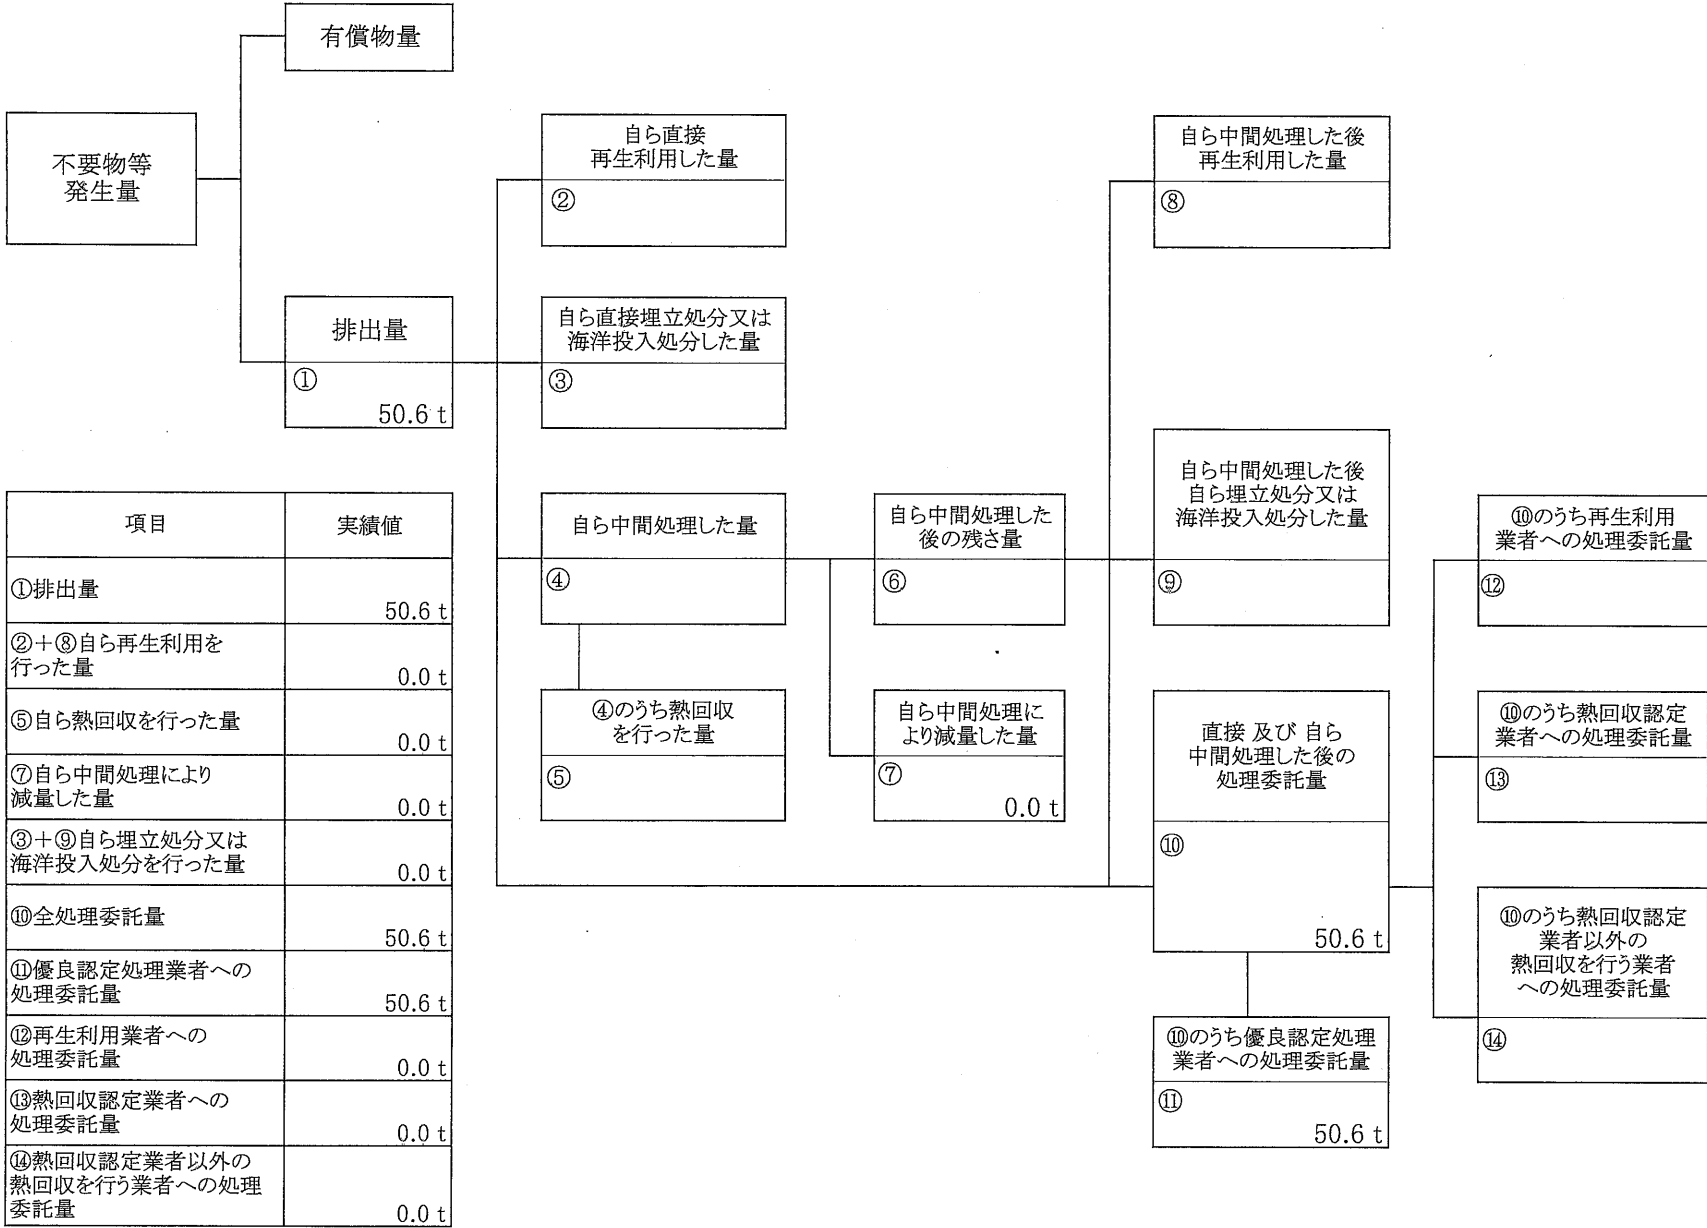 有償物量
不要物等
発生量
排出量
①
50.6 t
自ら直接
再生利用した量
②
自ら直接埋立処分又は
海洋投入処分した量
③
自ら中間処理した量
④
④のうち熱回収
を行った量
⑤
自ら中間処理した
後の残さ量
⑥
自ら中間処理に
より減量した量
⑦
0.0 t
自ら中間処理した後
再生利用した量
⑧
自ら中間処理した後
自ら埋立処分又は
海洋投入処分した量
⑨
直接 及び 自ら
中間処理した後の
処理委託量
⑩
50.6 t
⑩のうち優良認定処理
業者への処理委託量
⑪
50.6 t
⑩のうち再生利用
業者への処理委託量
⑫
⑩のうち熱回収認定
業者への処理委託量
⑬
⑩のうち熱回収認定
業者以外の
熱回収を行う業者
への処理委託量
⑭
項目 実績値
①排出量
50.6 t
②+⑧自ら再生利用を
行った量
0.0 t
⑤自ら熱回収を行った量
0.0 t
⑦自ら中間処理により
減量した量
0.0 t
③+⑨自ら埋立処分又は
海洋投入処分を行った量
0.0 t
⑩全処理委託量
50.6 t
⑪優良認定処理業者への
処理委託量
50.6 t
⑫再生利用業者への
処理委託量
0.0 t
⑬熱回収認定業者への
処理委託量
0.0 t
⑭熱回収認定業者以外の
熱回収を行う業者への処理
委託量
0.0 t